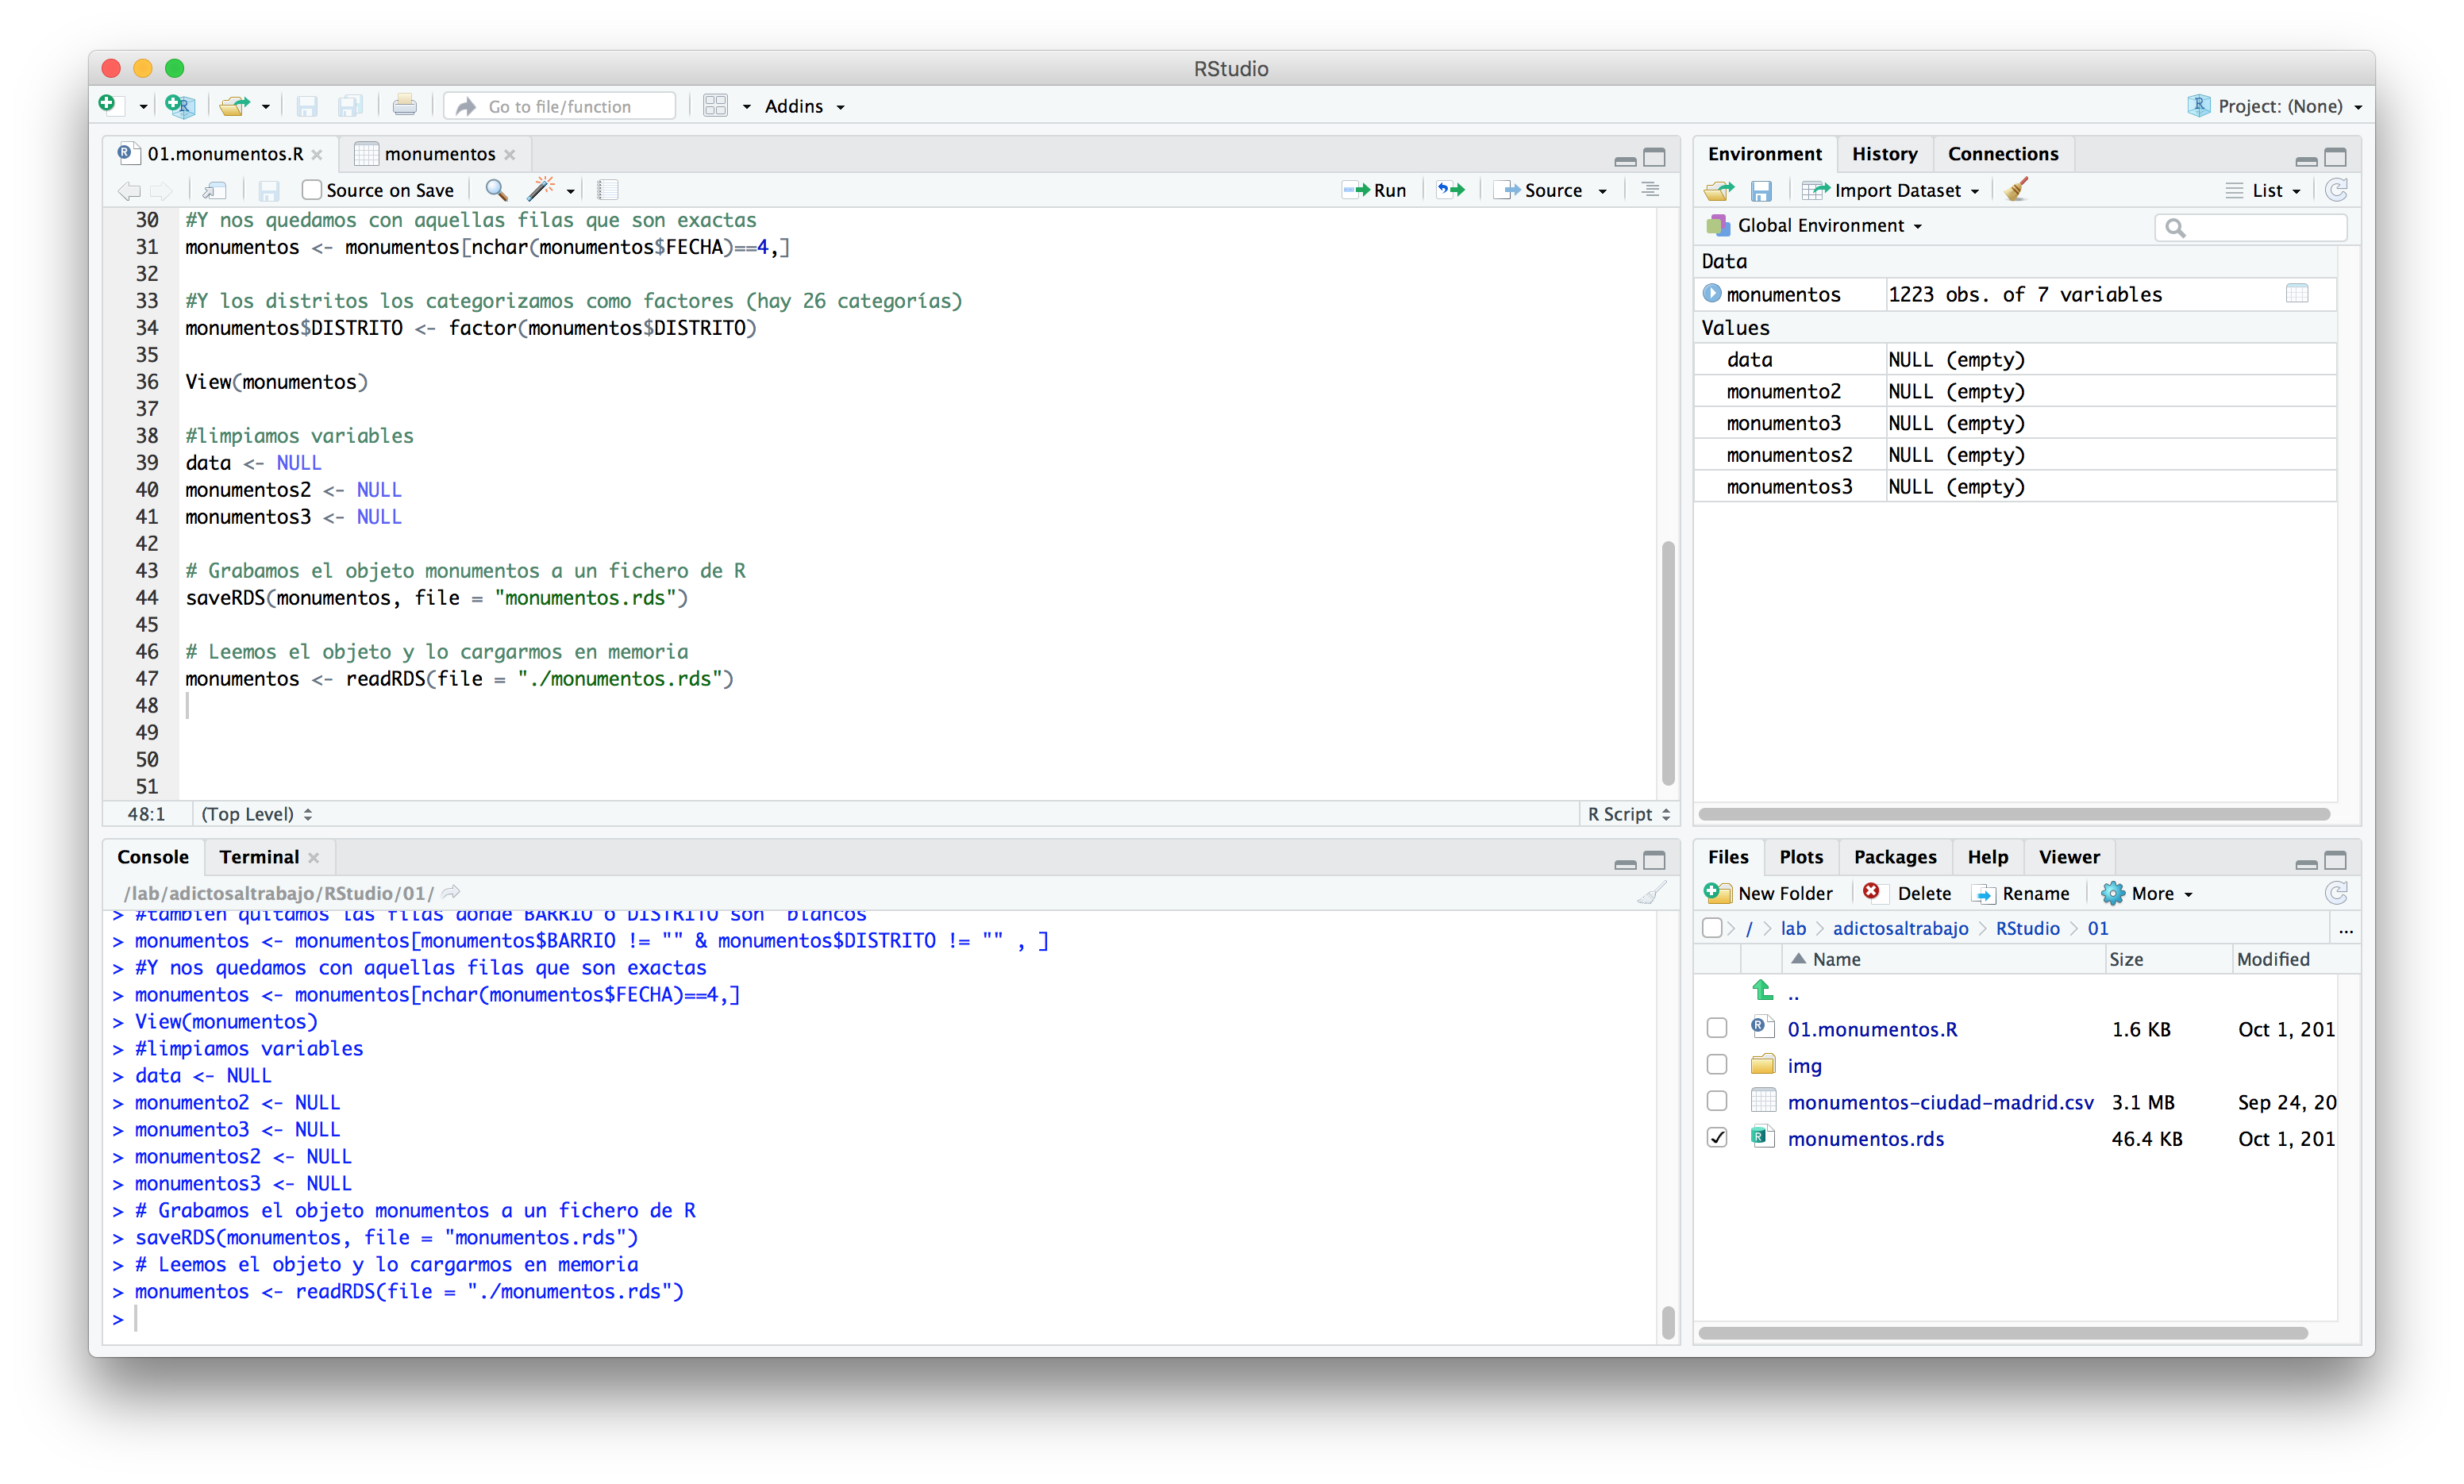 RStudio
Go to file/function
Addins
Project: (None)
01.monumentos.R
monumentos
Source on Save
Run
Source
30 #Y nos quedamos con aquellas filas que son exactas
31 monumentos <- monumentos[nchar(monumentos$FECHA)==4,]
32
33 #Y los distritos los categorizamos como factores (hay 26 categorías)
34 monumentos$DISTRITO <- factor(monumentos$DISTRITO)
35
36 View(monumentos)
37
38 #limpiamos variables
39 data <- NULL
40 monumentos2 <- NULL
41 monumentos3 <- NULL
42
43 # Grabamos el objeto monumentos a un fichero de R
44 saveRDS(monumentos, file = "monumentos.rds")
45
46 # Leemos el objeto y lo cargarmos en memoria
47 monumentos <- readRDS(file = "./monumentos.rds")
48
49
50
51
48:1 (Top Level) R Script
Console Terminal
/lab/adictosaltrabajo/RStudio/01/
> #tambien quitamos las filas donde BARRIO o DISTRITO son blancos
> monumentos <- monumentos[monumentos$BARRIO != "" & monumentos$DISTRITO != "" , ]
> #Y nos quedamos con aquellas filas que son exactas
> monumentos <- monumentos[nchar(monumentos$FECHA)==4,]
> View(monumentos)
> #limpiamos variables
> data <- NULL
> monumento2 <- NULL
> monumento3 <- NULL
> monumentos2 <- NULL
> monumentos3 <- NULL
> # Grabamos el objeto monumentos a un fichero de R
> saveRDS(monumentos, file = "monumentos.rds")
> # Leemos el objeto y lo cargarmos en memoria
> monumentos <- readRDS(file = "./monumentos.rds")
>
Environment History Connections
Import Dataset List
Global Environment
Data
monumentos 1223 obs. of 7 variables
Values
data NULL (empty)
monumento2 NULL (empty)
monumento3 NULL (empty)
monumentos2 NULL (empty)
monumentos3 NULL (empty)
Files Plots Packages Help Viewer
New Folder Delete Rename More
/ lab adictosaltrabajo RStudio 01 ...
Name Size Modified
..
01.monumentos.R 1.6 KB Oct 1, 201
img
monumentos-ciudad-madrid.csv 3.1 MB Sep 24, 20
monumentos.rds 46.4 KB Oct 1, 201